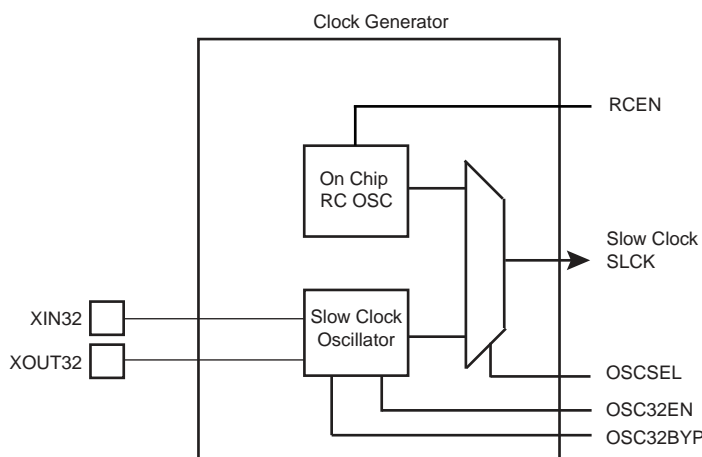 Clock Generator
RCEN
On Chip
RC OSC
Slow Clock
SLCK
XIN32
Slow Clock
Oscillator
XOUT32
OSCSEL
OSC32EN
OSC32BYP